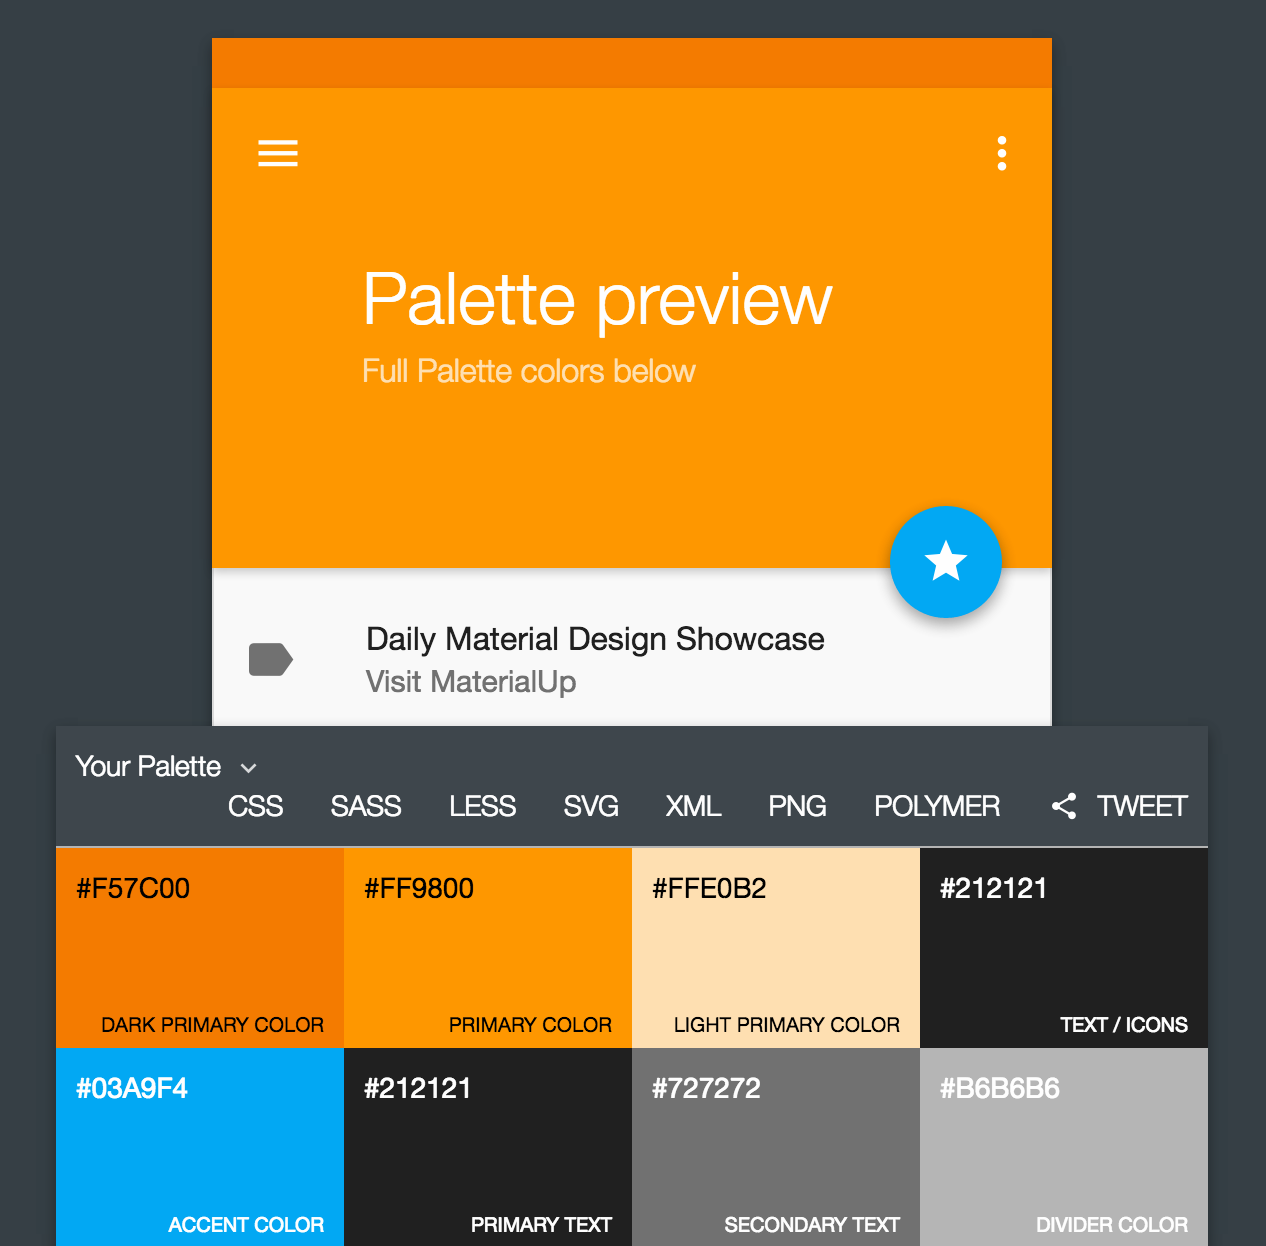 Palette preview
Full Palette colors below
Daily Material Design Showcase
Visit MaterialUp
Your Palette
CSS SASS LESS SVG XML PNG POLYMER TWEET
#F57C00 #FF9800 #FFE0B2 #212121
DARK PRIMARY COLOR PRIMARY COLOR LIGHT PRIMARY COLOR TEXT / ICONS
#03A9F4 #212121 #727272 #B6B6B6
ACCENT COLOR PRIMARY TEXT SECONDARY TEXT DIVIDER COLOR